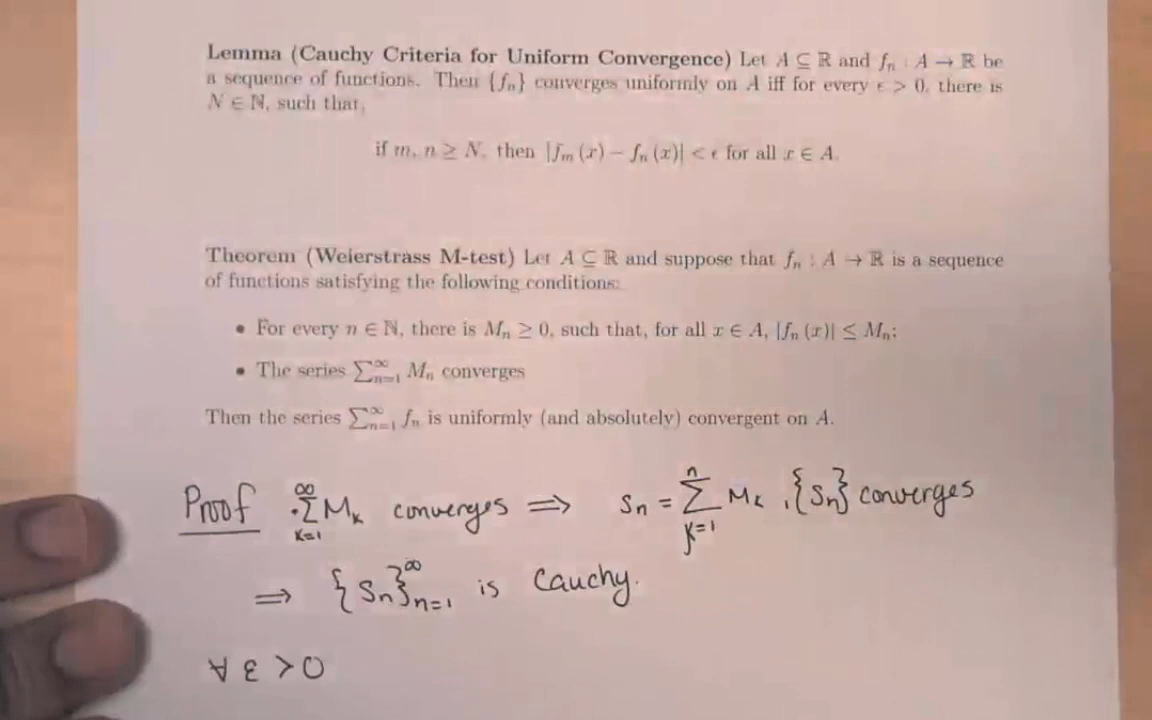 Lemma (Cauchy Criteria for Uniform Convergence) Let A ⊆ ℝ and fₙ : A → ℝ be
a sequence of functions. Then {fₙ} converges uniformly on A iff for every ϵ > 0, there is
N ∈ ℕ, such that,
if m, n ≥ N, then |fₘ (x) − fₙ (x)| < ϵ for all x ∈ A.
Theorem (Weierstrass M-test) Let A ⊆ ℝ and suppose that fₙ : A → ℝ is a sequence
of functions satisfying the following conditions:
• For every n ∈ ℕ, there is Mₙ ≥ 0, such that, for all x ∈ A, |fₙ (x)| ≤ Mₙ;
• The series ∑_{n=1}^{∞} Mₙ converges
Then the series ∑_{n=1}^{∞} fₙ is uniformly (and absolutely) convergent on A.
Proof ∑_{k=1}^{∞} Mₖ converges ⟹ Sₙ = ∑_{k=1}^{n} Mₖ , {Sₙ} converges
⟹ {Sₙ}_{n=1}^{∞} is Cauchy.
∀ ε > 0